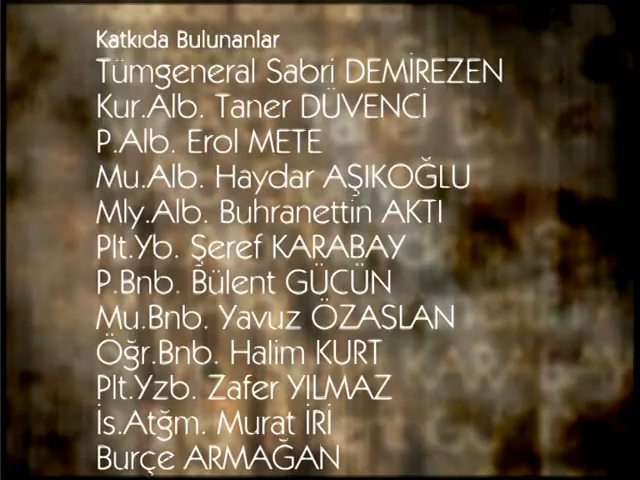 Katkıda Bulunanlar
Tümgeneral Sabri DEMİREZEN
Kur.Alb. Taner DÜVENCİ
P.Alb. Erol METE
Mu.Alb. Haydar AŞIKOĞLU
Mly.Alb. Buhranettin AKTI
Plt.Yb. Şeref KARABAY
P.Bnb. Bülent GÜCÜN
Mu.Bnb. Yavuz ÖZASLAN
Öğr.Bnb. Halim KURT
Plt.Yzb. Zafer YILMAZ
İs.Atğm. Murat İRİ
Burçe ARMAĞAN